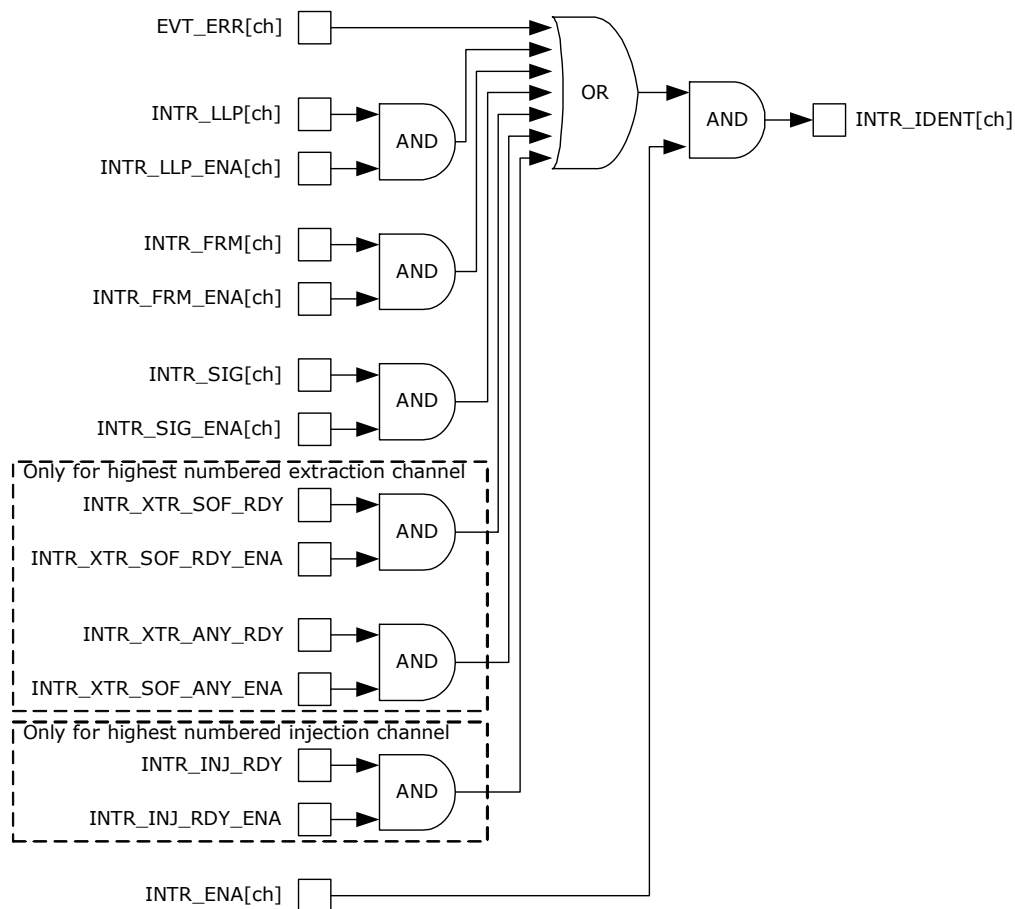 EVT_ERR[ch]
OR
INTR_LLP[ch]
AND
INTR_LLP_ENA[ch]
AND
INTR_IDENT[ch]
INTR_FRM[ch]
AND
INTR_FRM_ENA[ch]
INTR_SIG[ch]
AND
INTR_SIG_ENA[ch]
Only for highest numbered extraction channel
INTR_XTR_SOF_RDY
AND
INTR_XTR_SOF_RDY_ENA
INTR_XTR_ANY_RDY
AND
INTR_XTR_SOF_ANY_ENA
Only for highest numbered injection channel
INTR_INJ_RDY
AND
INTR_INJ_RDY_ENA
INTR_ENA[ch]